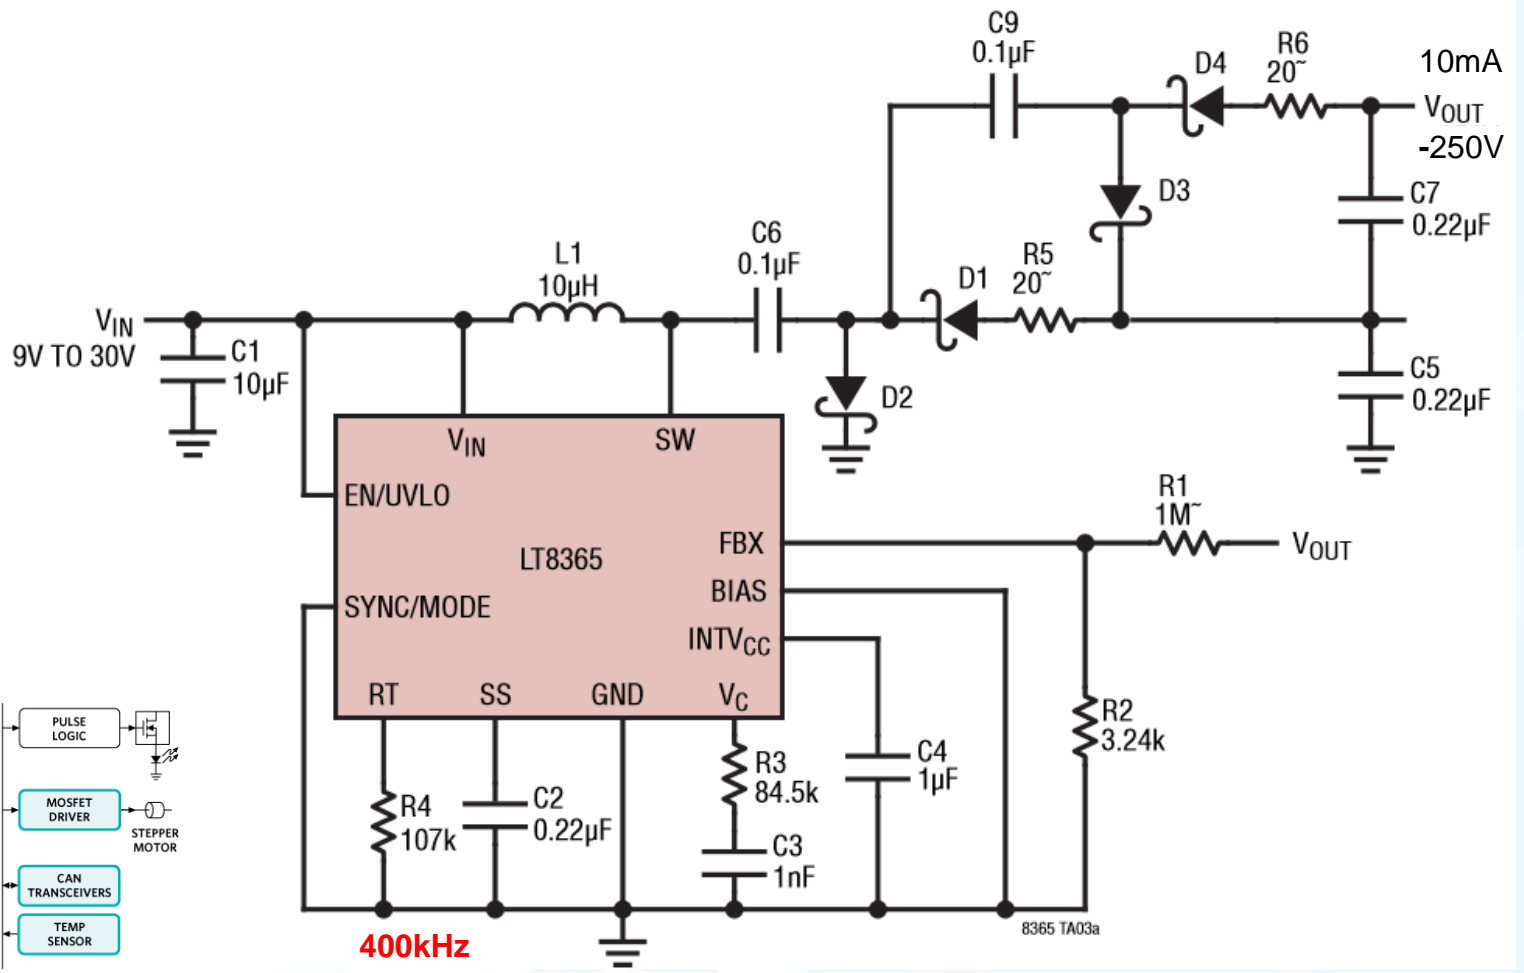 C9
0.1µF
D4
R6
20˜
10mA
VOUT
-250V
D3
C7
0.22µF
C6
0.1µF
L1
10µH
D1
R5
20˜
VIN
9V TO 30V
C1
10µF
D2
C5
0.22µF
VIN
SW
EN/UVLO
R1
1M˜
FBX
VOUT
LT8365
BIAS
SYNC/MODE
INTVCC
RT
SS
GND
VC
R2
3.24k
PULSE
LOGIC
R3
84.5k
C4
1µF
R4
107k
C2
0.22µF
MOSFET
DRIVER
STEPPER
MOTOR
C3
1nF
CAN
TRANSCEIVERS
TEMP
SENSOR
8365 TA03a
400kHz